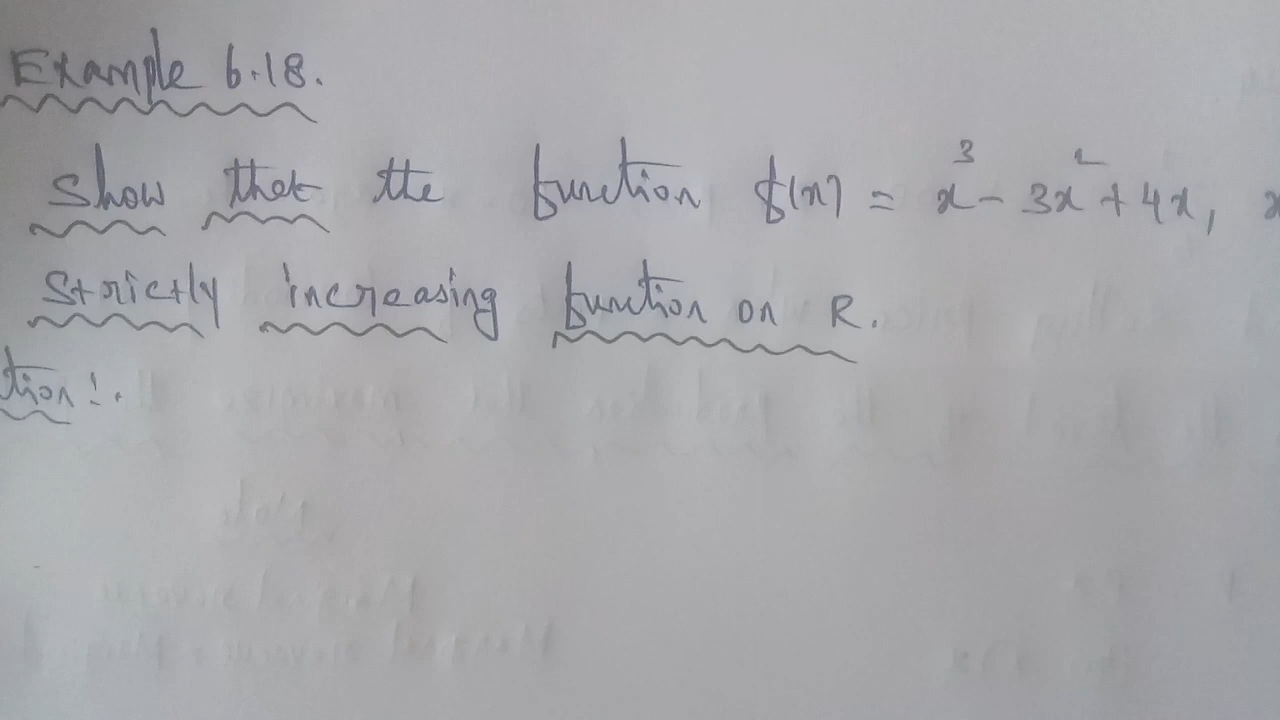 Example 6.18.
Show that the function f(x) = x³ - 3x² + 4x, x
Strictly increasing function on R.
tion :.